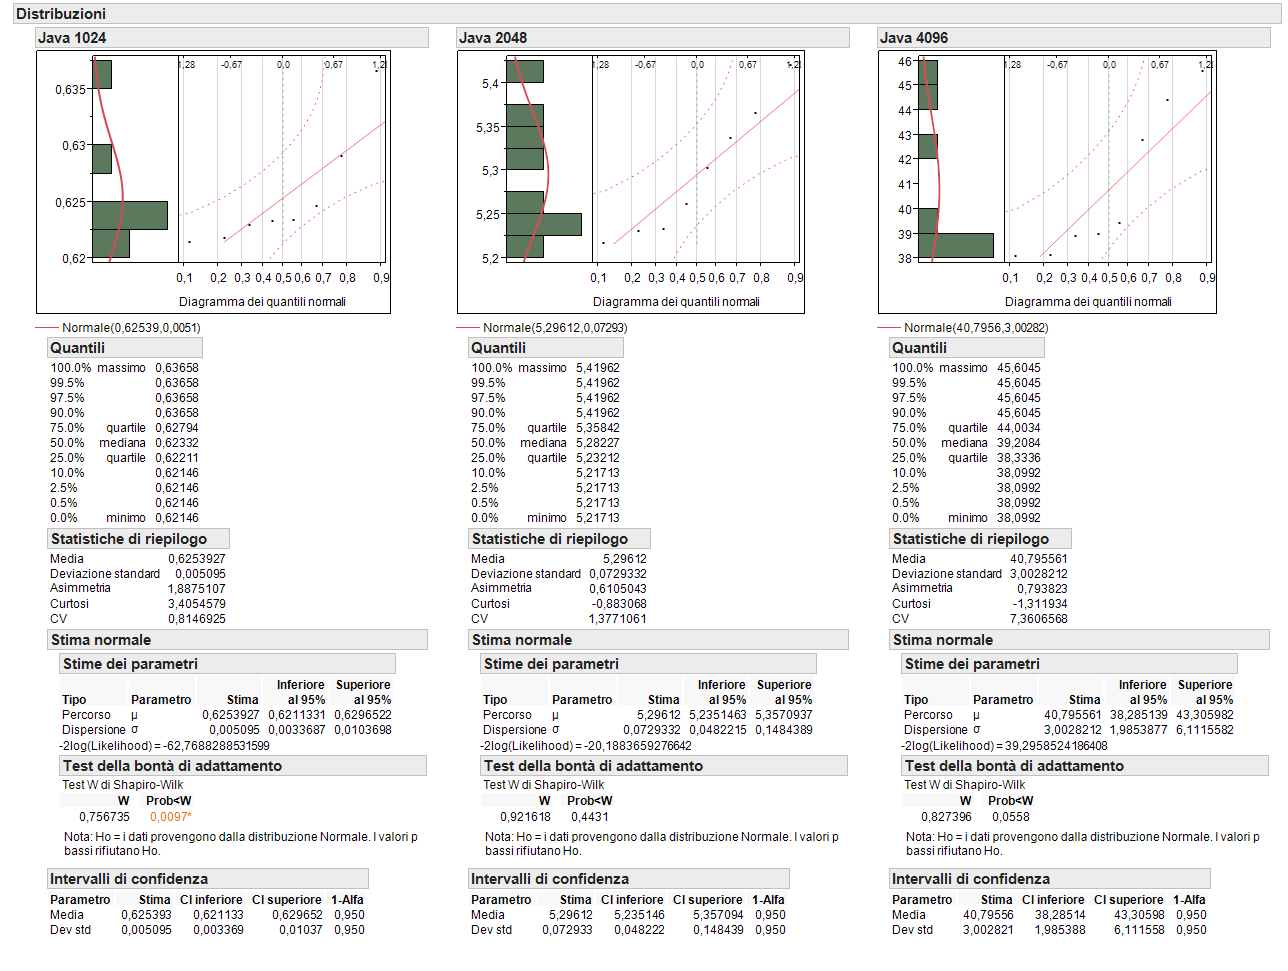 Distribuzioni
Java 1024
1,28 -0,67 0,0 0,67 1,28
0,635
0,63
0,625
0,62
0,1 0,2 0,3 0,4 0,5 0,6 0,7 0,8 0,9
Diagramma dei quantili normali
Normale(0,62539,0,0051)
Quantili
100.0% massimo 0,63658
99.5% 0,63658
97.5% 0,63658
90.0% 0,63658
75.0% quartile 0,62794
50.0% mediana 0,62332
25.0% quartile 0,62211
10.0% 0,62146
2.5% 0,62146
0.5% 0,62146
0.0% minimo 0,62146
Statistiche di riepilogo
Media 0,6253927
Deviazione standard 0,005095
Asimmetria 1,8875107
Curtosi 3,4054579
CV 0,8146925
Stima normale
Stime dei parametri
Inferiore Superiore
Tipo Parametro Stima al 95% al 95%
Percorso µ 0,6253927 0,6211331 0,6296522
Dispersione σ 0,005095 0,0033687 0,0103698
-2log(Likelihood) = -62,7688288531599
Test della bontà di adattamento
Test W di Shapiro-Wilk
W Prob<W
0,756735 0,0097*
Nota: Ho = i dati provengono dalla distribuzione Normale. I valori p
bassi rifiutano Ho.
Intervalli di confidenza
Parametro Stima CI inferiore CI superiore 1-Alfa
Media 0,625393 0,621133 0,629652 0,950
Dev std 0,005095 0,003369 0,01037 0,950
Java 2048
1,28 -0,67 0,0 0,67 1,28
5,4
5,35
5,3
5,25
5,2
0,1 0,2 0,3 0,4 0,5 0,6 0,7 0,8 0,9
Diagramma dei quantili normali
Normale(5,29612,0,07293)
Quantili
100.0% massimo 5,41962
99.5% 5,41962
97.5% 5,41962
90.0% 5,41962
75.0% quartile 5,35842
50.0% mediana 5,28227
25.0% quartile 5,23212
10.0% 5,21713
2.5% 5,21713
0.5% 5,21713
0.0% minimo 5,21713
Statistiche di riepilogo
Media 5,29612
Deviazione standard 0,0729332
Asimmetria 0,6105043
Curtosi -0,883068
CV 1,3771061
Stima normale
Stime dei parametri
Inferiore Superiore
Tipo Parametro Stima al 95% al 95%
Percorso µ 5,29612 5,2351463 5,3570937
Dispersione σ 0,0729332 0,0482215 0,1484389
-2log(Likelihood) = -20,1883659276642
Test della bontà di adattamento
Test W di Shapiro-Wilk
W Prob<W
0,921618 0,4431
Nota: Ho = i dati provengono dalla distribuzione Normale. I valori p
bassi rifiutano Ho.
Intervalli di confidenza
Parametro Stima CI inferiore CI superiore 1-Alfa
Media 5,29612 5,235146 5,357094 0,950
Dev std 0,072933 0,048222 0,148439 0,950
Java 4096
1,28 -0,67 0,0 0,67 1,28
46
45
44
43
42
41
40
39
38
0,1 0,2 0,3 0,4 0,5 0,6 0,7 0,8 0,9
Diagramma dei quantili normali
Normale(40,7956,3,00282)
Quantili
100.0% massimo 45,6045
99.5% 45,6045
97.5% 45,6045
90.0% 45,6045
75.0% quartile 44,0034
50.0% mediana 39,2084
25.0% quartile 38,3336
10.0% 38,0992
2.5% 38,0992
0.5% 38,0992
0.0% minimo 38,0992
Statistiche di riepilogo
Media 40,795561
Deviazione standard 3,0028212
Asimmetria 0,793823
Curtosi -1,311934
CV 7,3606568
Stima normale
Stime dei parametri
Inferiore Superiore
Tipo Parametro Stima al 95% al 95%
Percorso µ 40,795561 38,285139 43,305982
Dispersione σ 3,0028212 1,9853877 6,1115582
-2log(Likelihood) = 39,2958524186408
Test della bontà di adattamento
Test W di Shapiro-Wilk
W Prob<W
0,827396 0,0558
Nota: Ho = i dati provengono dalla distribuzione Normale. I valori p
bassi rifiutano Ho.
Intervalli di confidenza
Parametro Stima CI inferiore CI superiore 1-Alfa
Media 40,79556 38,28514 43,30598 0,950
Dev std 3,002821 1,985388 6,111558 0,950